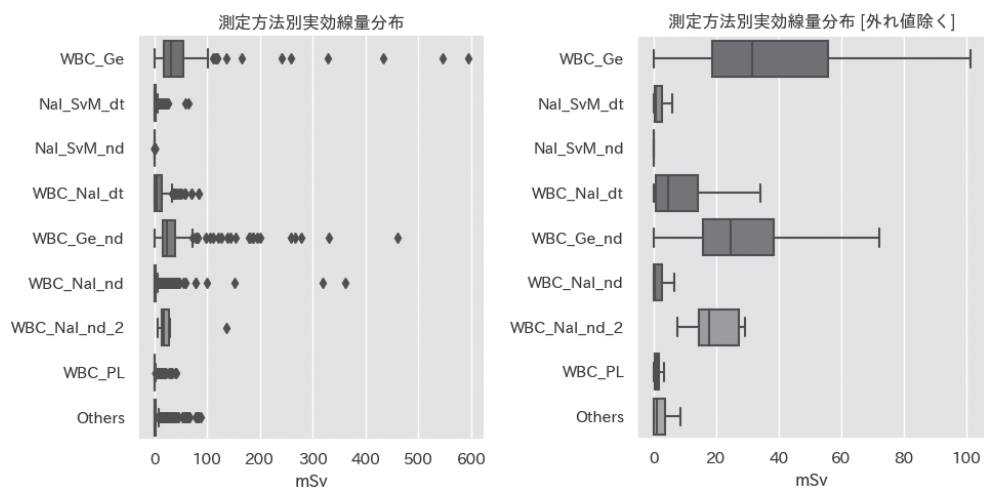 測定方法別実効線量分布
WBC_Ge
NaI_SvM_dt
NaI_SvM_nd
WBC_NaI_dt
WBC_Ge_nd
WBC_NaI_nd
WBC_NaI_nd_2
WBC_PL
Others
0 100 200 300 400 500 600
mSv
測定方法別実効線量分布 [外れ値除く]
WBC_Ge
NaI_SvM_dt
NaI_SvM_nd
WBC_NaI_dt
WBC_Ge_nd
WBC_NaI_nd
WBC_NaI_nd_2
WBC_PL
Others
0 20 40 60 80 100
mSv